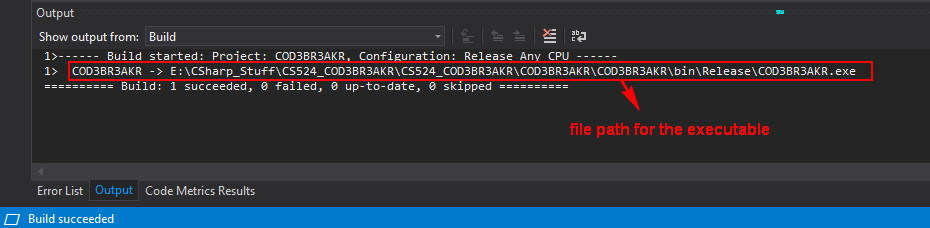 Output
Show output from: Build
1>------ Build started: Project: COD3BR3AKR, Configuration: Release Any CPU ------
1> COD3BR3AKR -> E:\CSharp_Stuff\CS524_COD3BR3AKR\CS524_COD3BR3AKR\COD3BR3AKR\COD3BR3AKR\bin\Release\COD3BR3AKR.exe
========== Build: 1 succeeded, 0 failed, 0 up-to-date, 0 skipped ==========
file path for the executable
Error List Output Code Metrics Results
Build succeeded